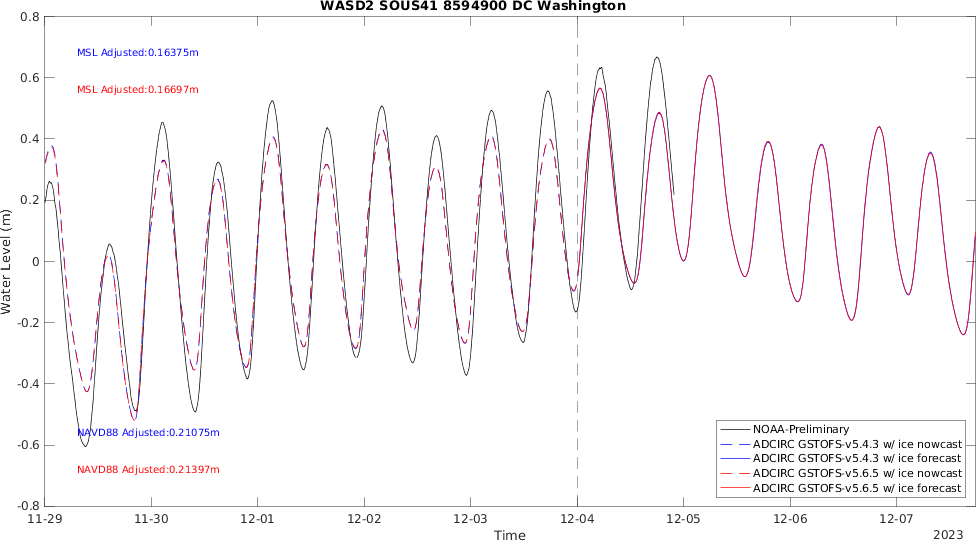 WASD2 SOUS41 8594900 DC Washington
0.8
0.6
0.4
0.2
0
-0.2
-0.4
-0.6
-0.8
Water Level (m)
MSL Adjusted:0.16375m
MSL Adjusted:0.16697m
NAVD88 Adjusted:0.21075m
NAVD88 Adjusted:0.21397m
NOAA-Preliminary
ADCIRC GSTOFS-v5.4.3 w/ ice nowcast
ADCIRC GSTOFS-v5.4.3 w/ ice forecast
ADCIRC GSTOFS-v5.6.5 w/ ice nowcast
ADCIRC GSTOFS-v5.6.5 w/ ice forecast
11-29 11-30 12-01 12-02 12-03 12-04 12-05 12-06 12-07
Time
2023